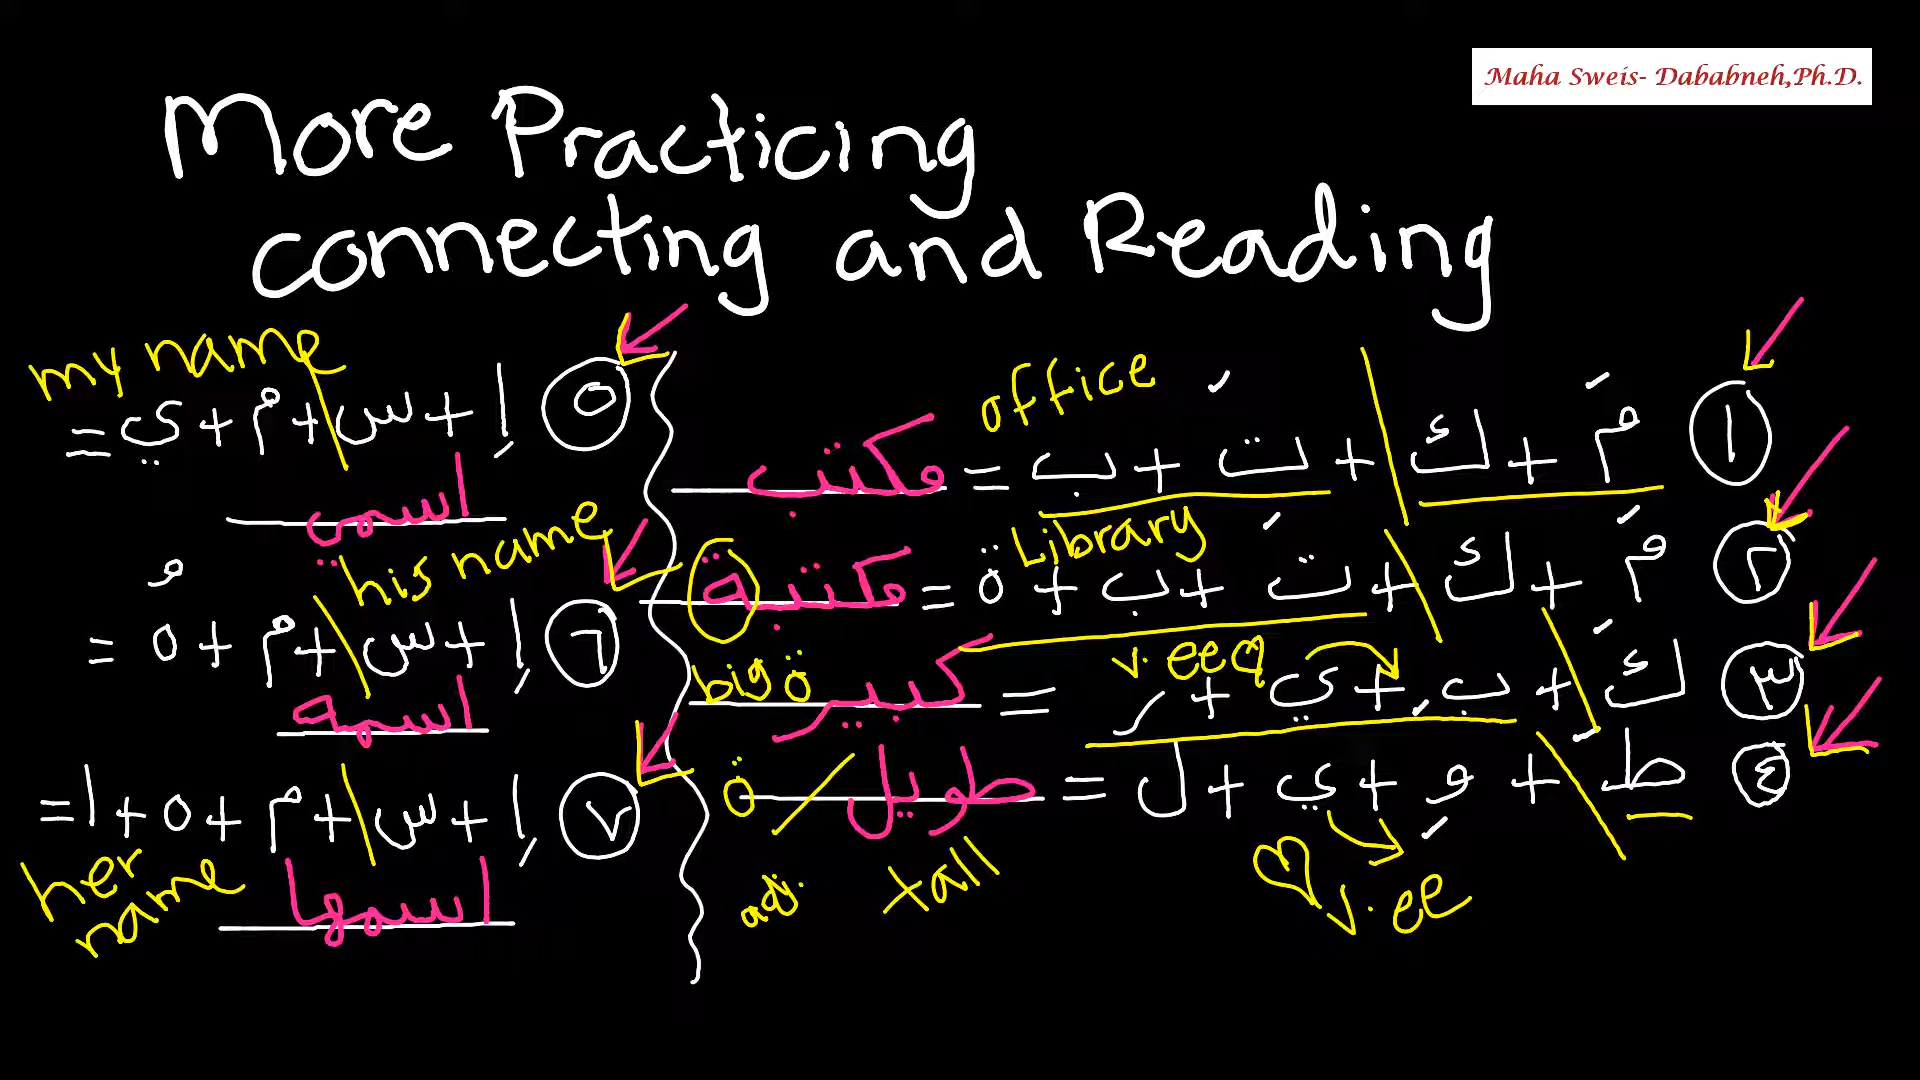 Maha Sweis- Dababneh,Ph.D.
More Practicing
connecting and Reading
office
١ مَ + ك + تَ + ب = مكتب
Library
٢ مَ + ك + تَ + ب + ة = مكتبة
v. ee
٣ كَ + بِ + ي + ر = كبير
big ة
٤ ط + وِ + ي + ل = طويل / ة
adj. tall v. ee
my name
٥ اِ + س + م + ي =
اسمي
his name
و
٦ اِ + س + م + ه =
اسمه
٧ اِ + س + م + ه + ا =
her
name
اسمها